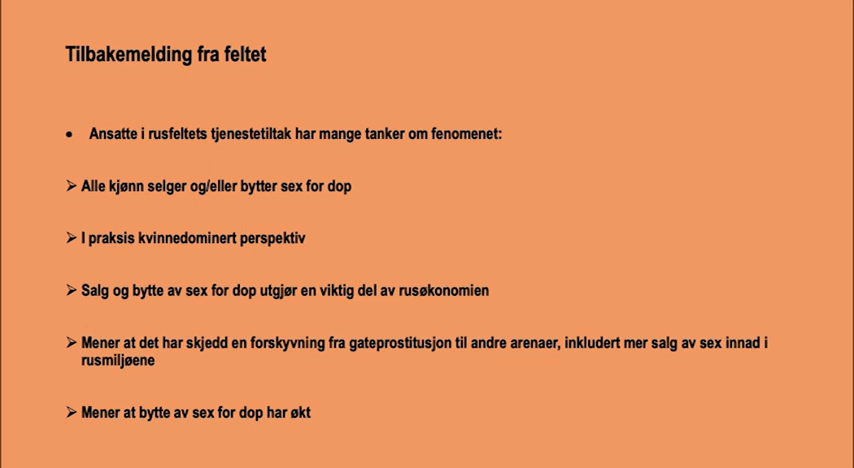 Tilbakemelding fra feltet
• Ansatte i rusfeltets tjenestetiltak har mange tanker om fenomenet:
➢ Alle kjønn selger og/eller bytter sex for dop
➢ I praksis kvinnedominert perspektiv
➢ Salg og bytte av sex for dop utgjør en viktig del av rusøkonomien
➢ Mener at det har skjedd en forskyvning fra gateprostitusjon til andre arenaer, inkludert mer salg av sex innad i
rusmiljøene
➢ Mener at bytte av sex for dop har økt